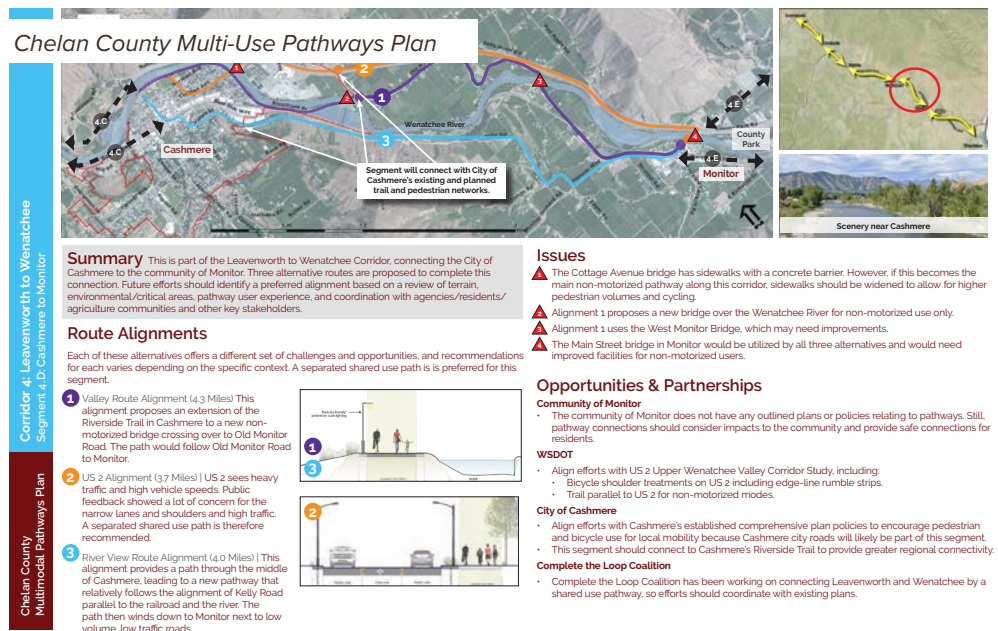 Chelan County Multi-Use Pathways Plan
Corridor 4: Leavenworth to Wenatchee
Segment 4.D: Cashmere to Monitor
Chelan County
Multimodal Pathways Plan
1
2
2
1
3
4
3
4.C
4.C
Cashmere
Wenatchee River
4.E
County
Park
4.E
Monitor
Segment will connect with City of
Cashmere's existing and planned
trail and pedestrian networks.
Scenery near Cashmere
Summary This is part of the Leavenworth to Wenatchee Corridor, connecting the City of
Cashmere to the community of Monitor. Three alternative routes are proposed to complete this
connection. Future efforts should identify a preferred alignment based on a review of terrain,
environmental/critical areas, pathway user experience, and coordination with agencies/residents/
agriculture communities and other key stakeholders.
Route Alignments
Each of these alternatives offers a different set of challenges and opportunities, and recommendations
for each varies depending on the specific context. A separated shared use path is is preferred for this
segment.
1 Valley Route Alignment (4.3 Miles) This
alignment proposes an extension of the
Riverside Trail in Cashmere to a new non-
motorized bridge crossing over to Old Monitor
Road. The path would follow Old Monitor Road
to Monitor.
2 US 2 Alignment (3.7 Miles) | US 2 sees heavy
traffic and high vehicle speeds. Public
feedback showed a lot of concern for the
narrow lanes and shoulders and high traffic.
A separated shared use path is therefore
recommended.
3 River View Route Alignment (4.0 Miles) | This
alignment provides a path through the middle
of Cashmere, leading to a new pathway that
relatively follows the alignment of Kelly Road
parallel to the railroad and the river. The
path then winds down to Monitor next to low
volume, low traffic roads.
1
3
2
Issues
1 The Cottage Avenue bridge has sidewalks with a concrete barrier. However, if this becomes the
main non-motorized pathway along this corridor, sidewalks should be widened to allow for higher
pedestrian volumes and cycling.
2 Alignment 1 proposes a new bridge over the Wenatchee River for non-motorized use only.
3 Alignment 1 uses the West Monitor Bridge, which may need improvements.
4 The Main Street bridge in Monitor would be utilized by all three alternatives and would need
improved facilities for non-motorized users.
Opportunities & Partnerships
Community of Monitor
• The community of Monitor does not have any outlined plans or policies relating to pathways. Still,
pathway connections should consider impacts to the community and provide safe connections for
residents.
WSDOT
• Align efforts with US 2 Upper Wenatchee Valley Corridor Study, including:
• Bicycle shoulder treatments on US 2 including edge-line rumble strips.
• Trail parallel to US 2 for non-motorized modes.
City of Cashmere
• Align efforts with Cashmere's established comprehensive plan policies to encourage pedestrian
and bicycle use for local mobility because Cashmere city roads will likely be part of this segment.
• This segment should connect to Cashmere's Riverside Trail to provide greater regional connectivity.
Complete the Loop Coalition
• Complete the Loop Coalition has been working on connecting Leavenworth and Wenatchee by a
shared use pathway, so efforts should coordinate with existing plans.